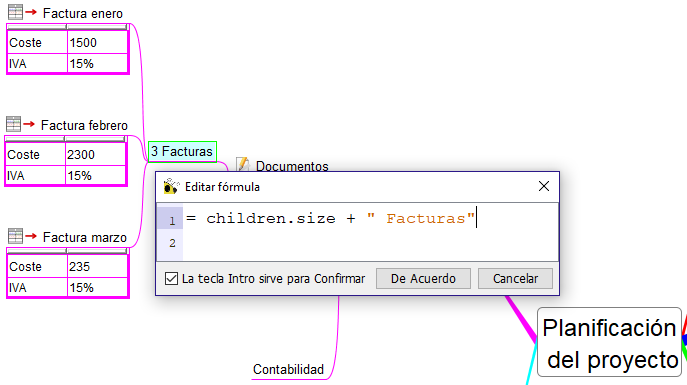 Factura enero
Coste 1500
IVA 15%
Factura febrero
Coste 2300
IVA 15%
3 Facturas
Documentos
Editar fórmula
1 = children.size + " Facturas"
2
Factura marzo
Coste 235
IVA 15%
La tecla Intro sirve para Confirmar
De Acuerdo
Cancelar
Planificación
del proyecto
Contabilidad